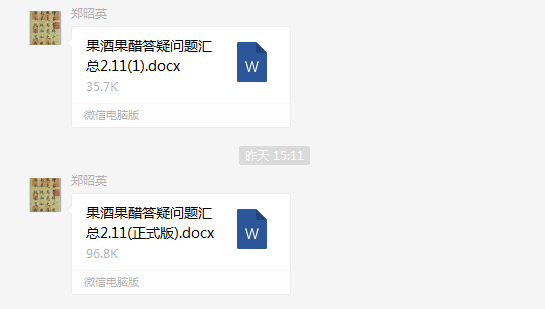 郑昭英
果酒果醋答疑问题汇
总2.11(1).docx
35.7K
W
微信电脑版
昨天 15:11
郑昭英
果酒果醋答疑问题汇
总2.11(正式版).docx
96.8K
W
微信电脑版